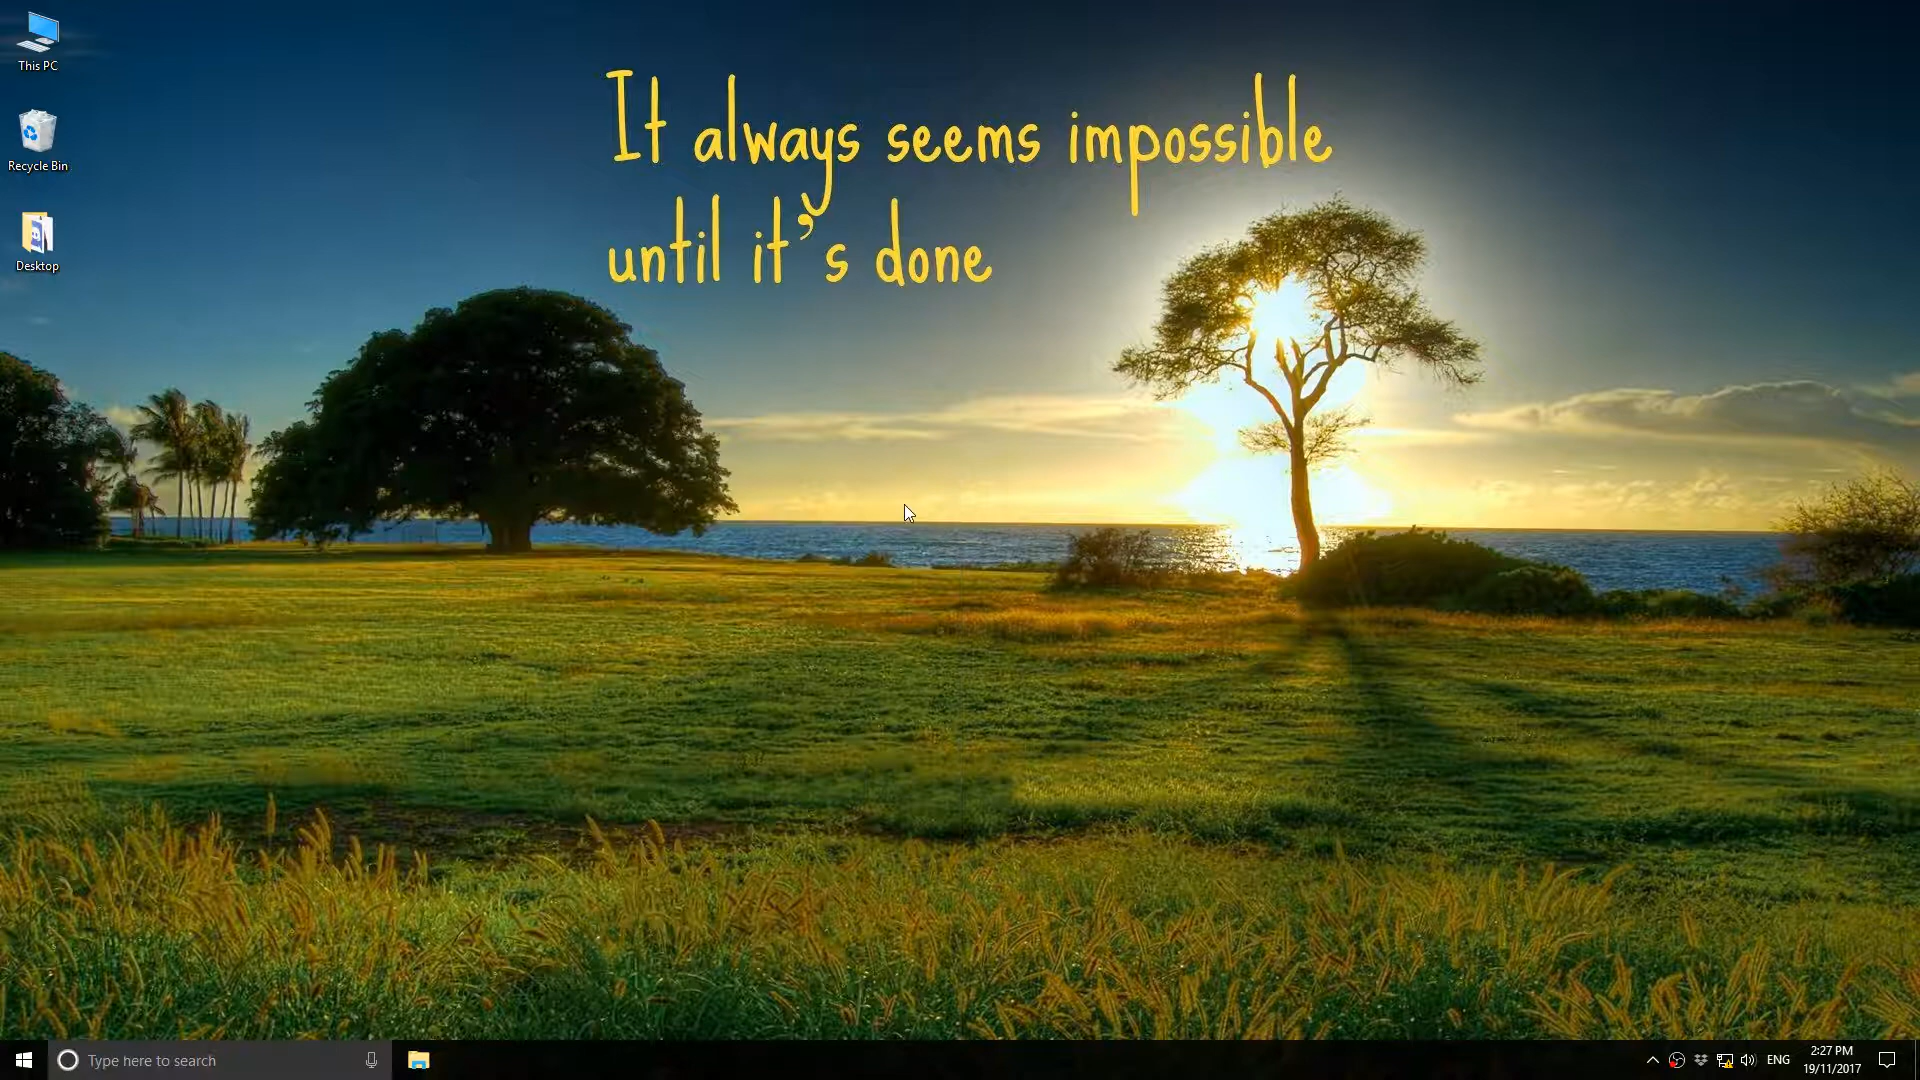 This PC
Recycle Bin
Desktop
It always seems impossible
until it's done
Type here to search
ENG
2:27 PM
19/11/2017